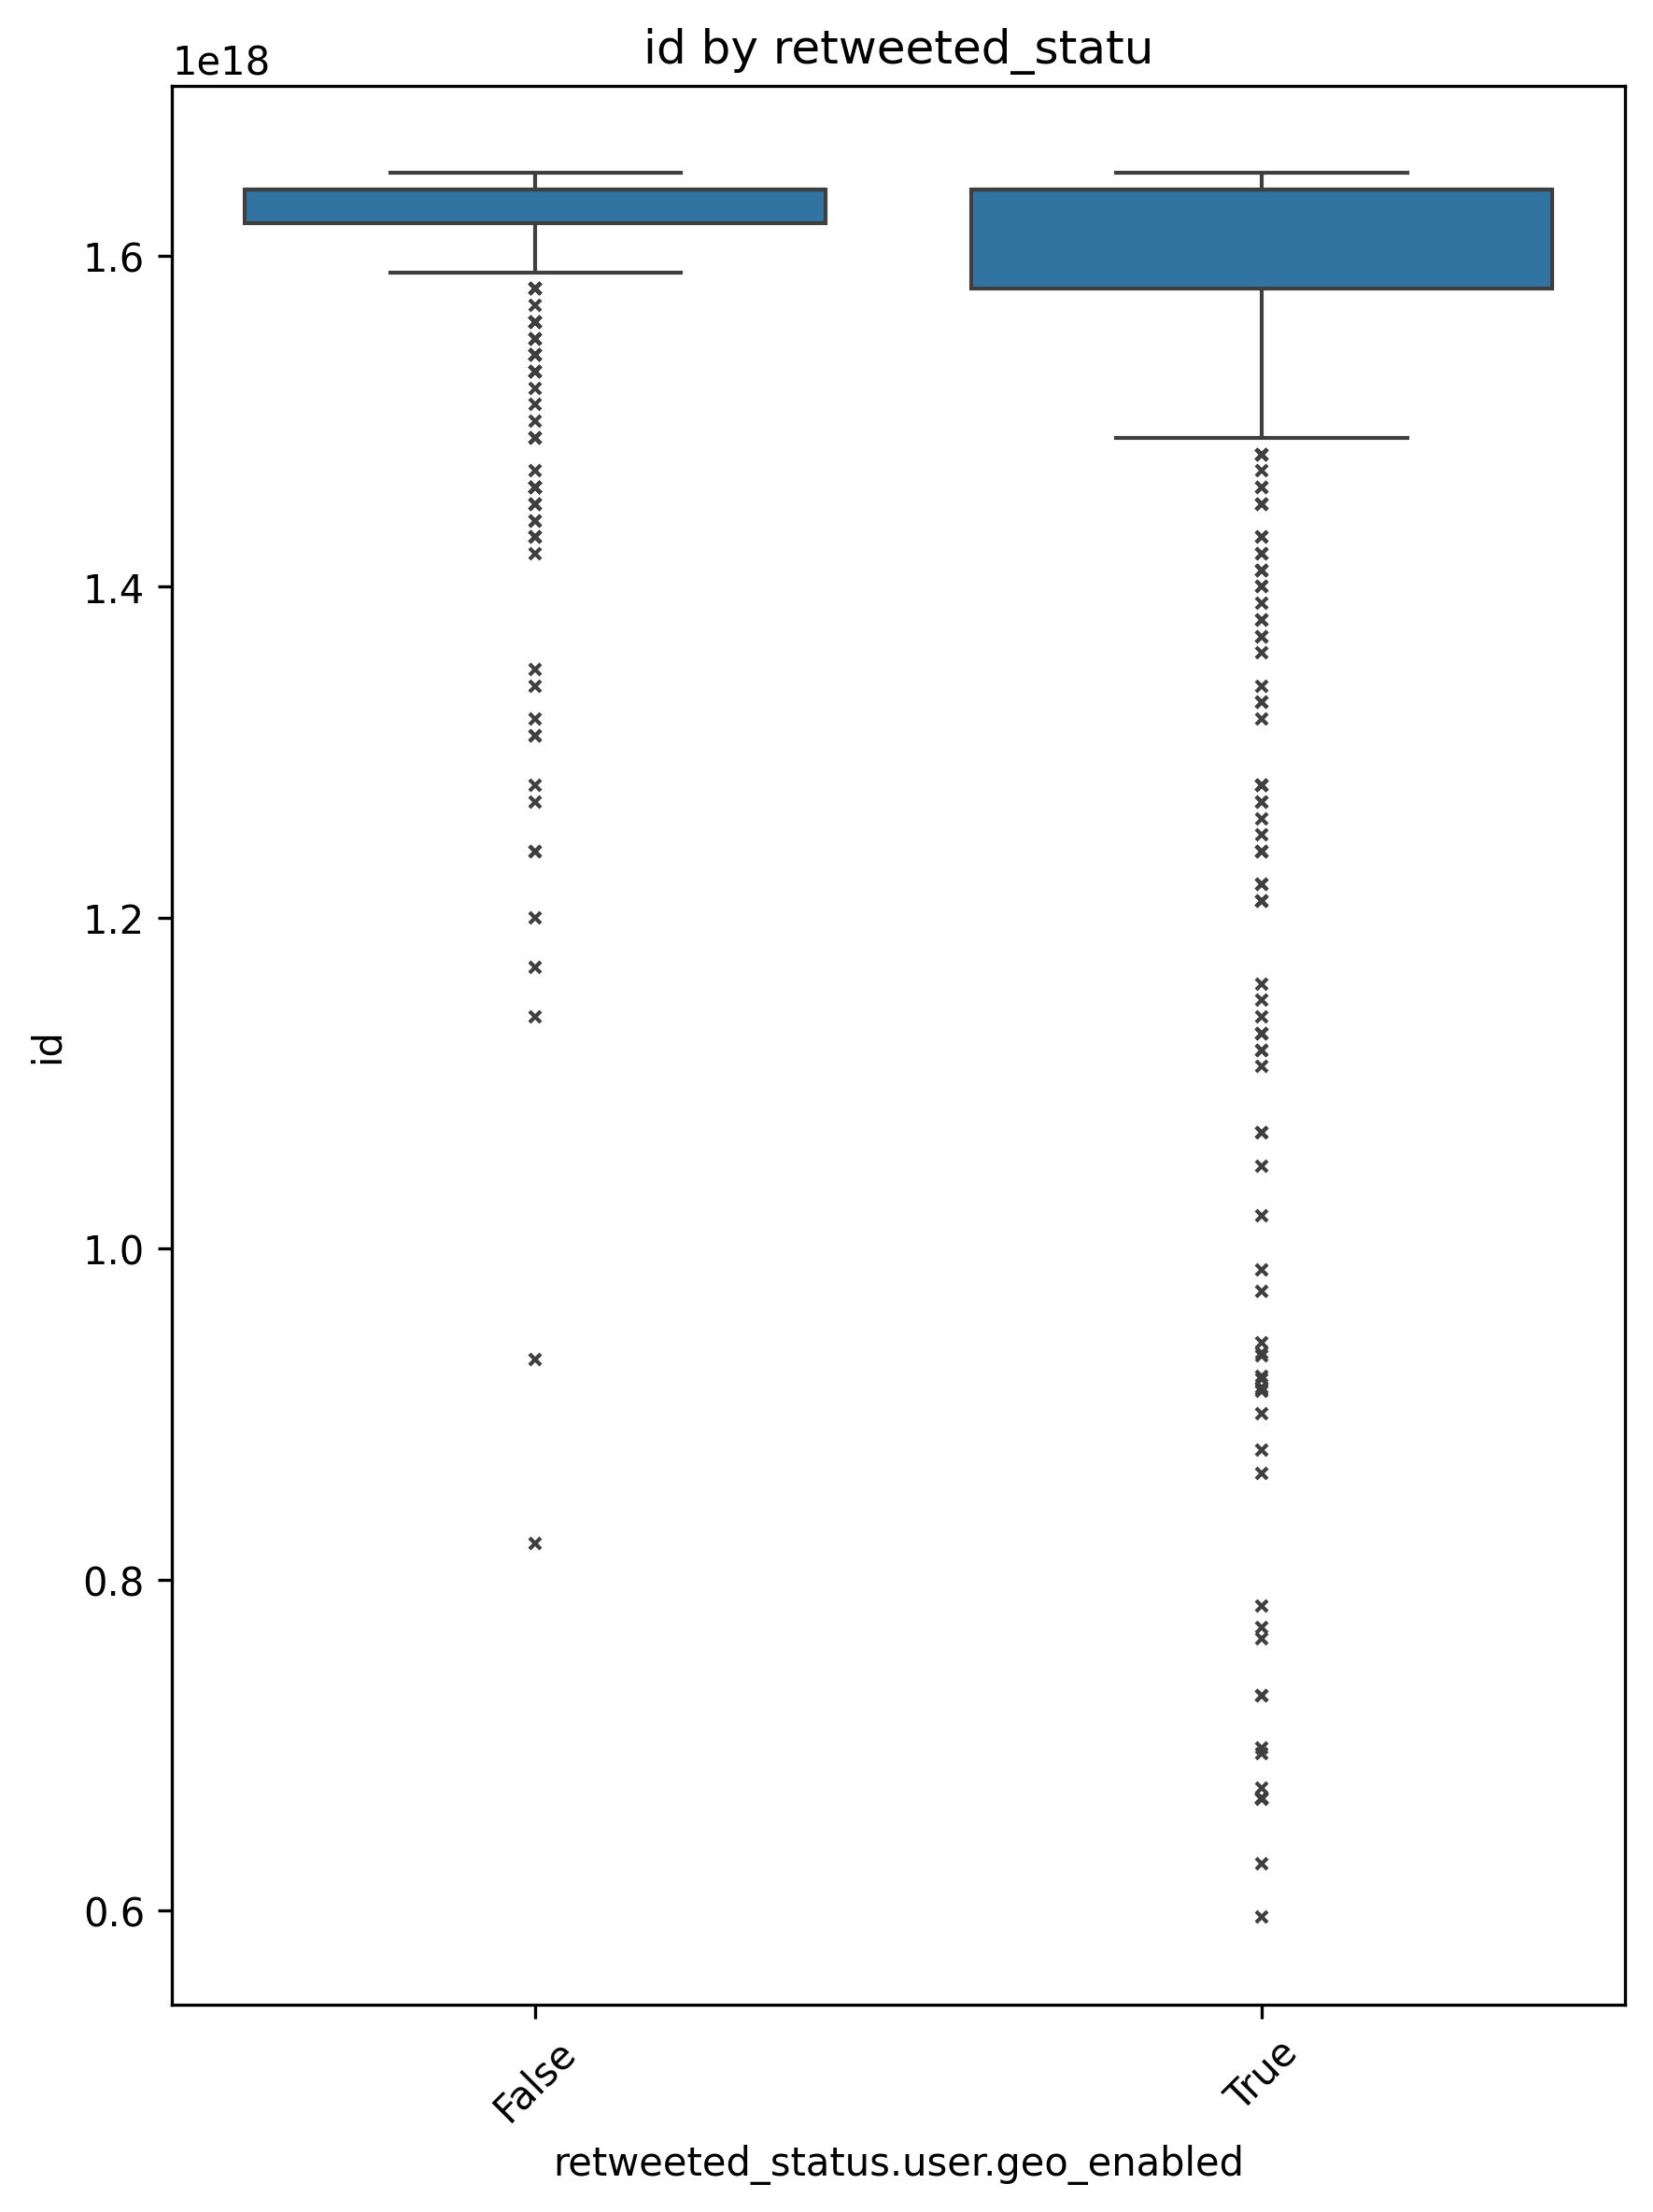 id by retweeted_statu
1e18
1.6
1.4
1.2
1.0
0.8
0.6
id
False
True
retweeted_status.user.geo_enabled